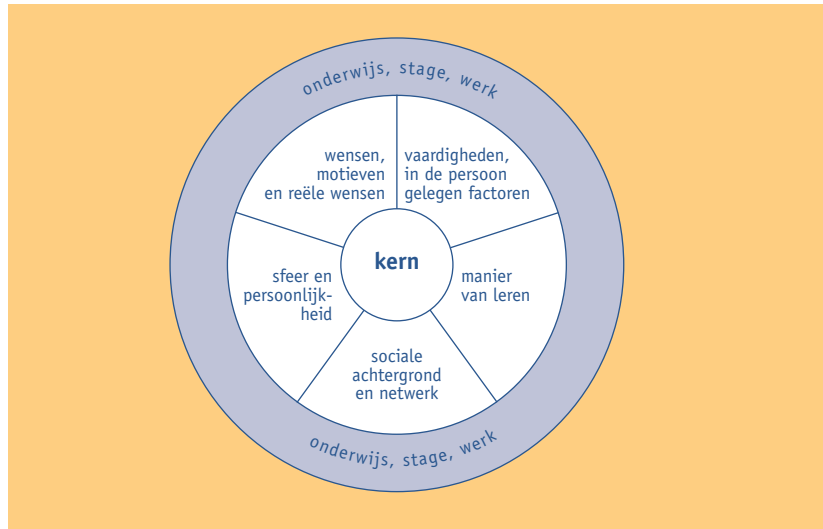 onderwijs, stage, werk
wensen,
motieven
en reële wensen
vaardigheden,
in de persoon
gelegen factoren
kern
sfeer en
persoonlijk-
heid
manier
van leren
sociale
achtergrond
en netwerk
onderwijs, stage, werk